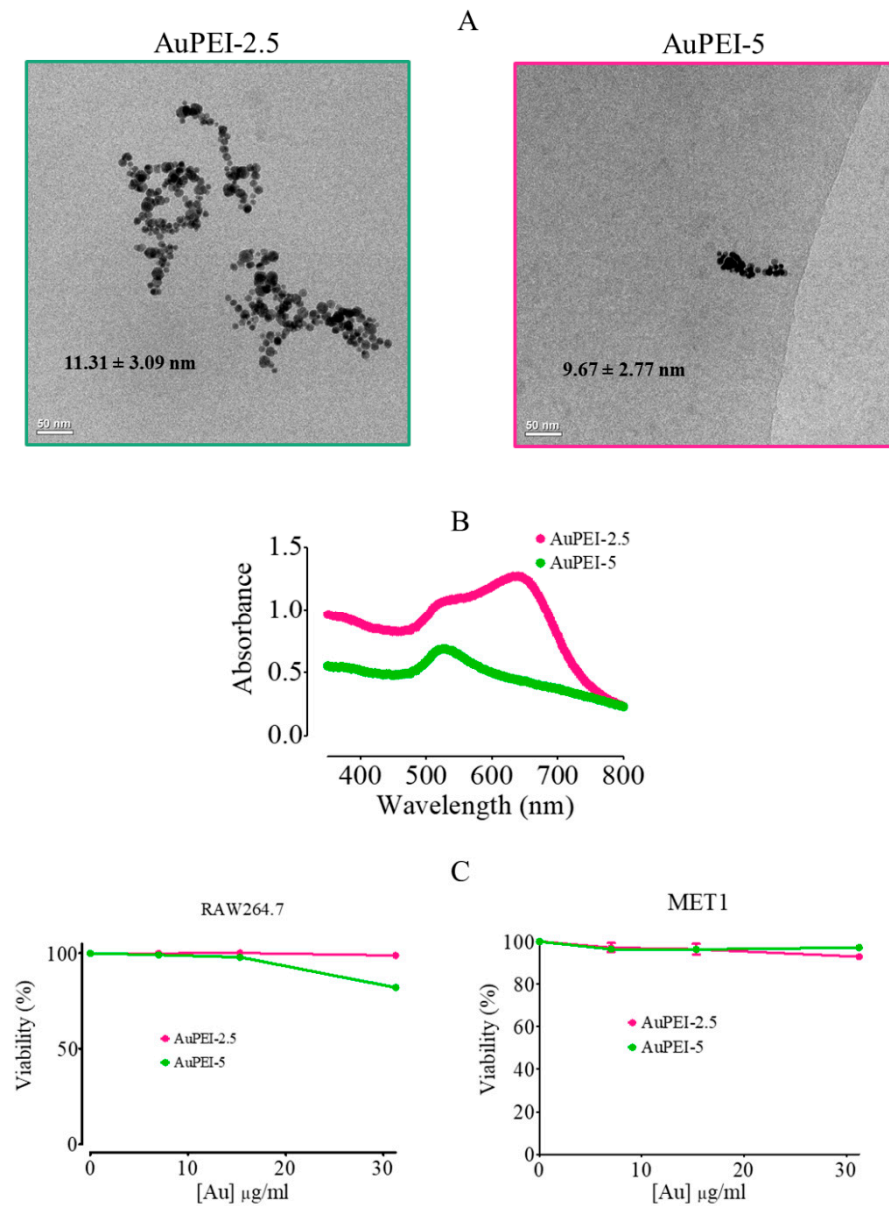 A
AuPEI-2.5
AuPEI-5
11.31 ± 3.09 nm
50 nm
9.67 ± 2.77 nm
50 nm
B
AuPEI-2.5
AuPEI-5
1.5
1.0
0.5
0.0
Absorbance
400 500 600 700 800
Wavelength (nm)
C
RAW264.7
100
50
0
Viability (%)
AuPEI-2.5
AuPEI-5
0 10 20 30
[Au] µg/ml
MET1
100
80
60
40
20
0
Viability (%)
AuPEI-2.5
AuPEI-5
0 10 20 30
[Au] µg/ml